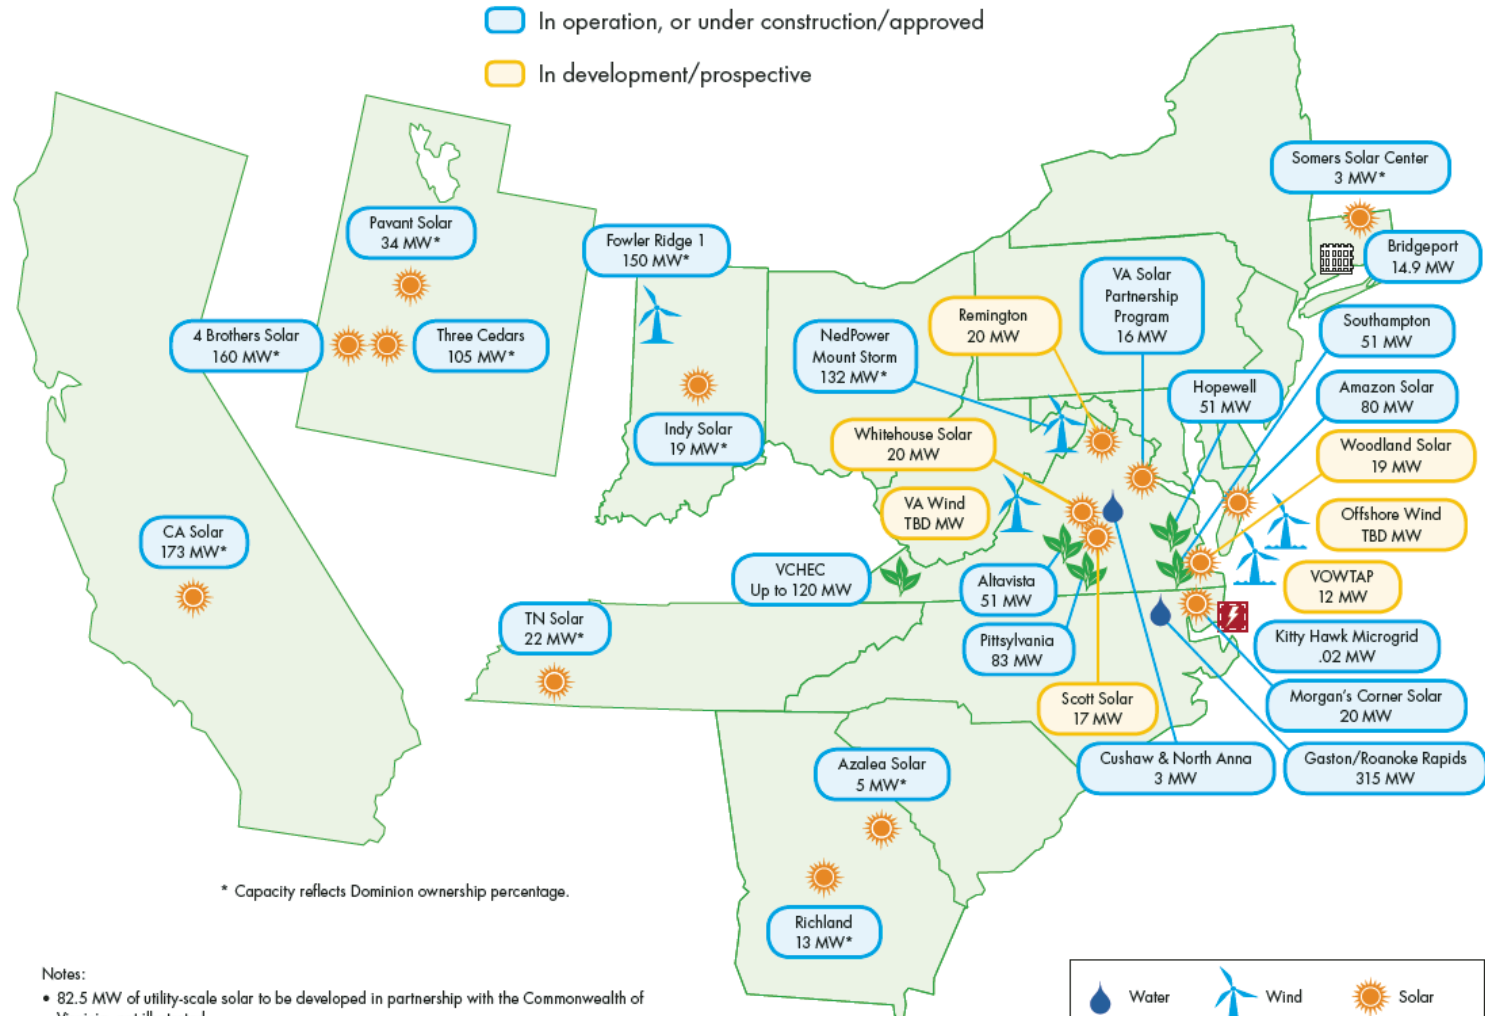 In operation, or under construction/approved
In development/prospective
Somers Solar Center
3 MW*
Pavant Solar
34 MW*
Fowler Ridge 1
150 MW*
Bridgeport
14.9 MW
VA Solar
Partnership
Program
16 MW
Remington
20 MW
Southampton
51 MW
4 Brothers Solar
160 MW*
Three Cedars
105 MW*
NedPower
Mount Storm
132 MW*
Hopewell
51 MW
Amazon Solar
80 MW
Indy Solar
19 MW*
Whitehouse Solar
20 MW
Woodland Solar
19 MW
VA Wind
TBD MW
Offshore Wind
TBD MW
CA Solar
173 MW*
VCHEC
Up to 120 MW
Altavista
51 MW
VOWTAP
12 MW
TN Solar
22 MW*
Pittsylvania
83 MW
Kitty Hawk Microgrid
.02 MW
Scott Solar
17 MW
Morgan's Corner Solar
20 MW
Azalea Solar
5 MW*
Cushaw & North Anna
3 MW
Gaston/Roanoke Rapids
315 MW
* Capacity reflects Dominion ownership percentage.
Richland
13 MW*
Notes:
• 82.5 MW of utility-scale solar to be developed in partnership with the Commonwealth of
Water
Wind
Solar